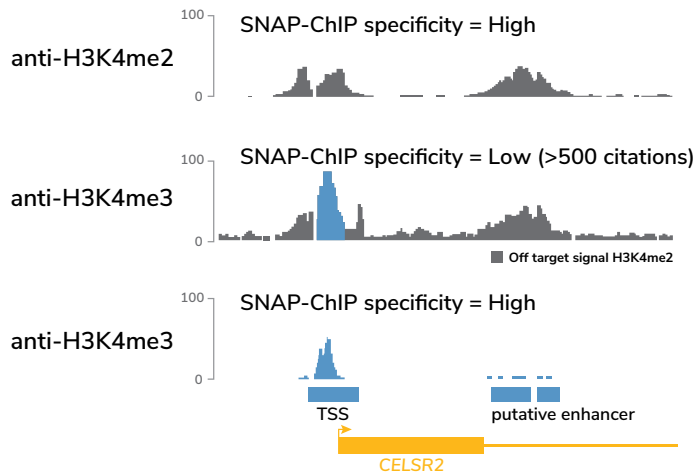 SNAP-ChIP specificity = High
anti-H3K4me2
100
0
SNAP-ChIP specificity = Low (>500 citations)
anti-H3K4me3
100
0
Off target signal H3K4me2
SNAP-ChIP specificity = High
anti-H3K4me3
100
0
TSS
putative enhancer
CELSR2